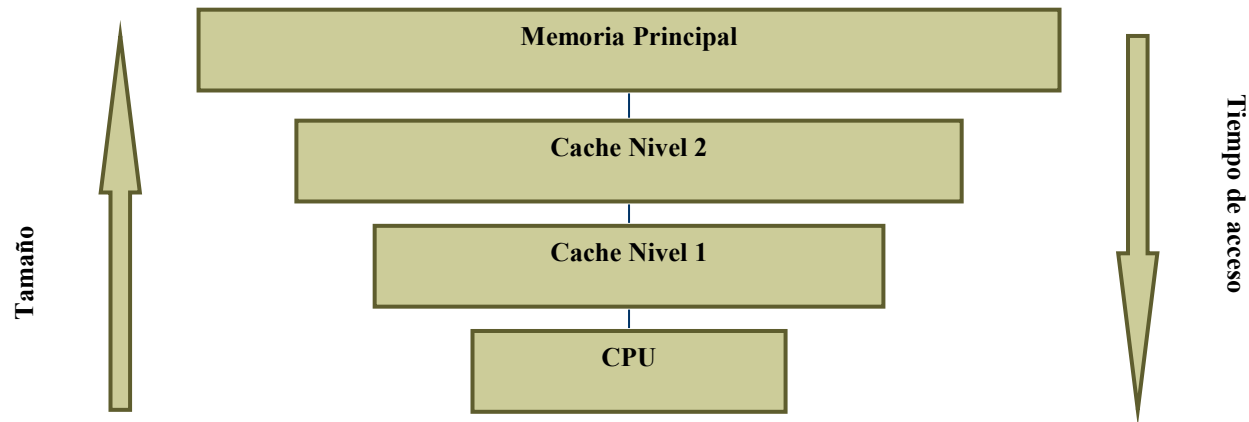 Memoria Principal
Cache Nivel 2
Cache Nivel 1
CPU
Tamaño
Tiempo de acceso